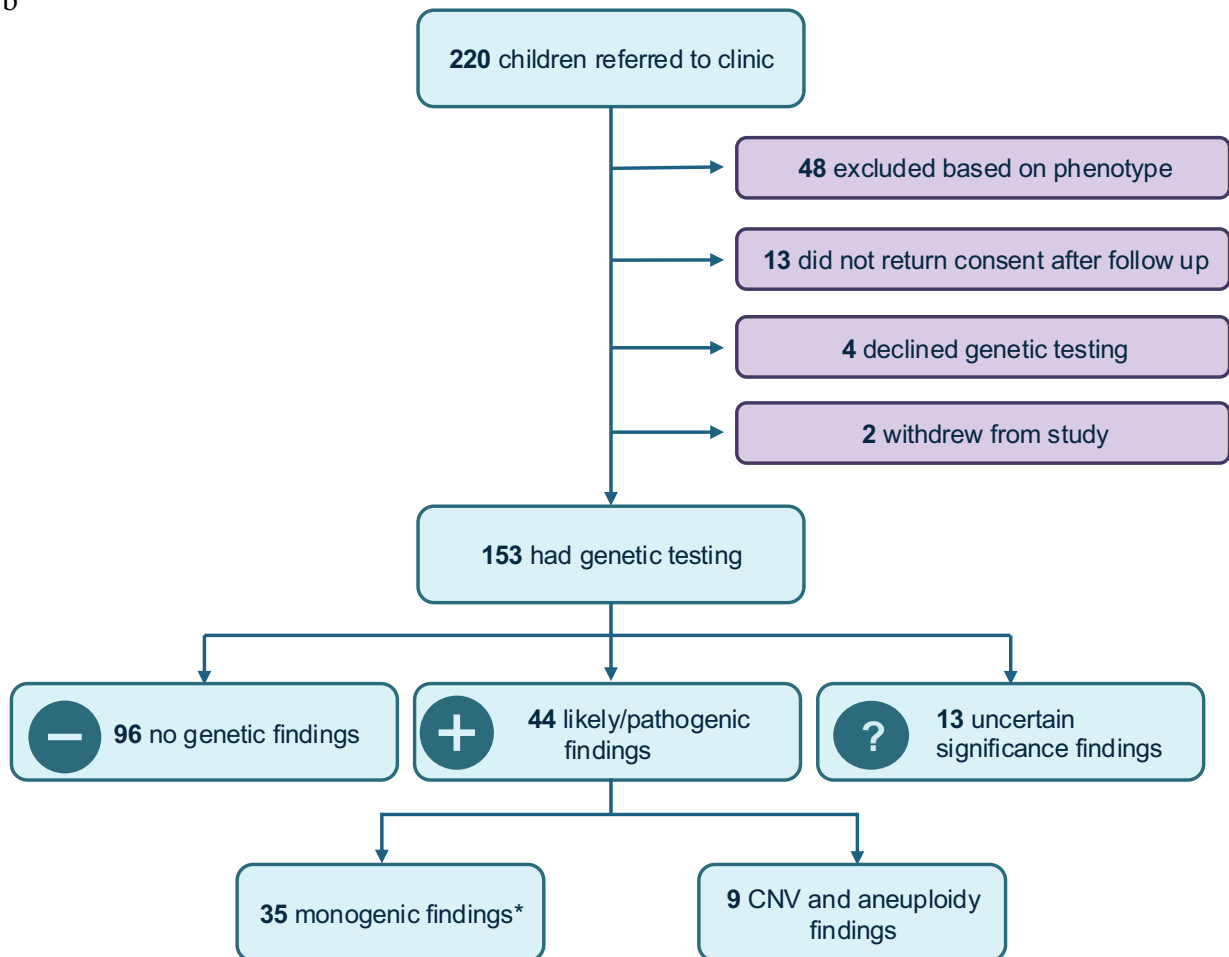 b
220 children referred to clinic
48 excluded based on phenotype
13 did not return consent after follow up
4 declined genetic testing
2 withdrew from study
153 had genetic testing
96 no genetic findings
44 likely/pathogenic
findings
?
13 uncertain
significance findings
35 monogenic findings*
9 CNV and aneuploidy
findings